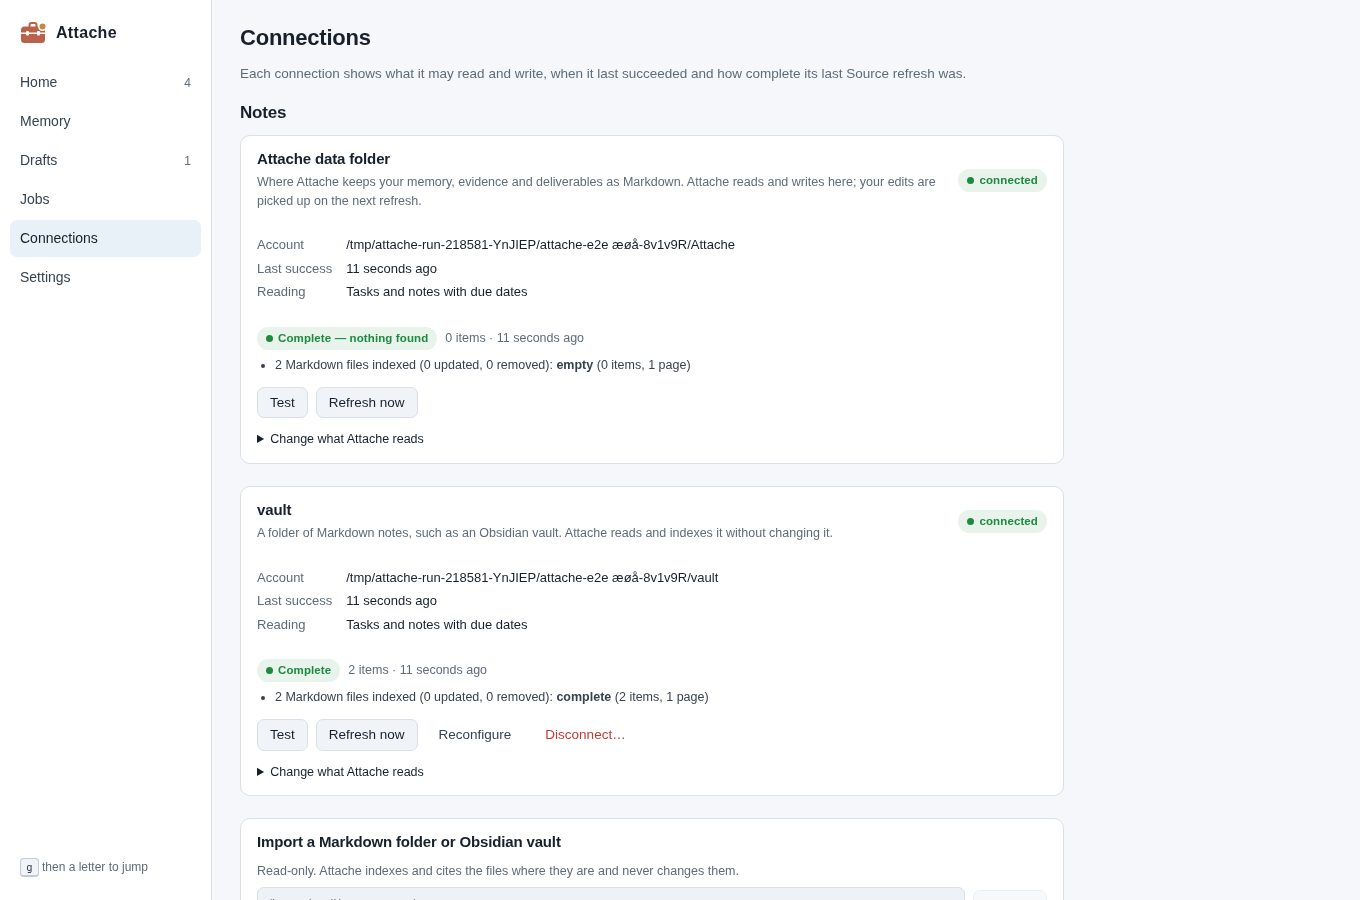 Attache
Home 4
Memory
Drafts 1
Jobs
Connections
Settings
g then a letter to jump
Connections
Each connection shows what it may read and write, when it last succeeded and how complete its last Source refresh was.
Notes
Attache data folder
Where Attache keeps your memory, evidence and deliverables as Markdown. Attache reads and writes here; your edits are
picked up on the next refresh.
connected
Account /tmp/attache-run-218581-YnJIEP/attache-e2e æøå-8v1v9R/Attache
Last success 11 seconds ago
Reading Tasks and notes with due dates
Complete — nothing found 0 items · 11 seconds ago
• 2 Markdown files indexed (0 updated, 0 removed): empty (0 items, 1 page)
Test Refresh now
Change what Attache reads
vault
A folder of Markdown notes, such as an Obsidian vault. Attache reads and indexes it without changing it.
connected
Account /tmp/attache-run-218581-YnJIEP/attache-e2e æøå-8v1v9R/vault
Last success 11 seconds ago
Reading Tasks and notes with due dates
Complete 2 items · 11 seconds ago
• 2 Markdown files indexed (0 updated, 0 removed): complete (2 items, 1 page)
Test Refresh now Reconfigure Disconnect…
Change what Attache reads
Import a Markdown folder or Obsidian vault
Read-only. Attache indexes and cites the files where they are and never changes them.